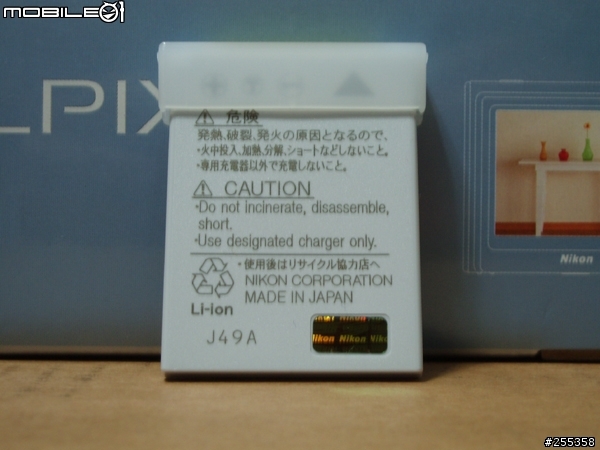 MOBILE01
LPIX
+ T −
⚠ 危険
発熱、破裂、発火の原因となるので、
・火中投入、加熱、分解、ショートなどしないこと。
・専用充電器以外で充電しないこと。
⚠ CAUTION
・Do not incinerate, disassemble,
short.
・Use designated charger only.
・使用後はリサイクル協力店へ
NIKON CORPORATION
MADE IN JAPAN
Li-ion
J49A
Nikon Nikon
Nikon
#255358